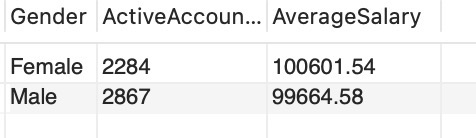 Gender ActiveAccoun... AverageSalary
Female 2284 100601.54
Male 2867 99664.58